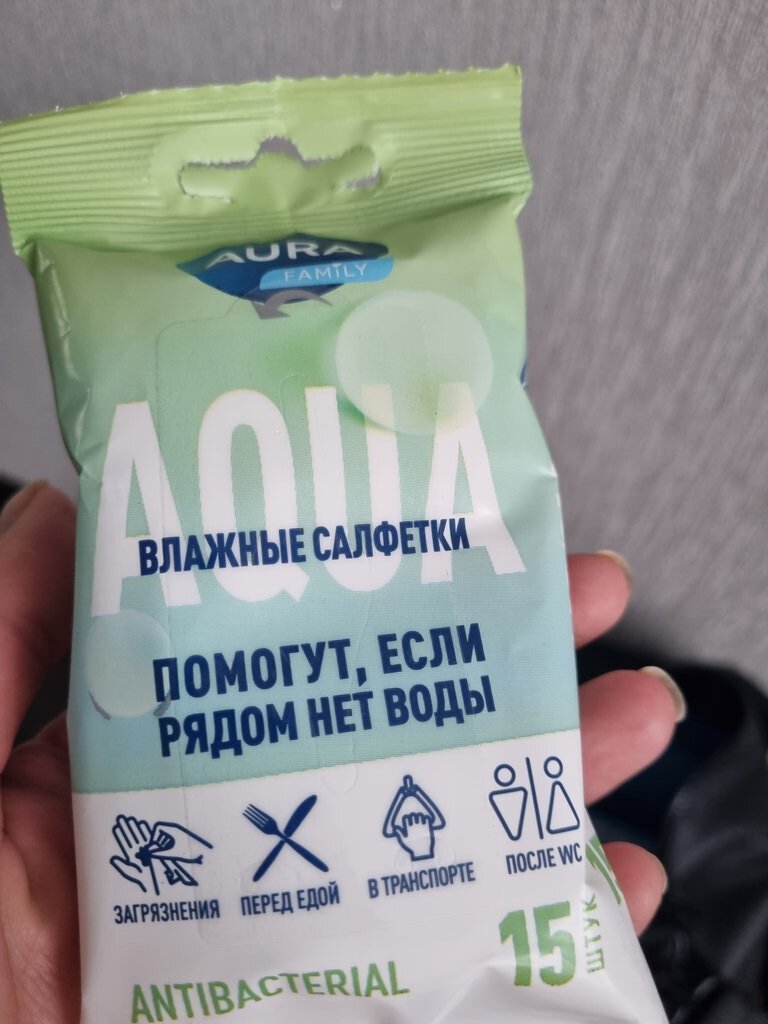 AURA
FAMILY
AQUA
ВЛАЖНЫЕ САЛФЕТКИ
ПОМОГУТ, ЕСЛИ
РЯДОМ НЕТ ВОДЫ
ЗАГРЯЗНЕНИЯ
ПЕРЕД ЕДОЙ
В ТРАНСПОРТЕ
ПОСЛЕ WC
15
ШТУК
ANTIBACTERIAL